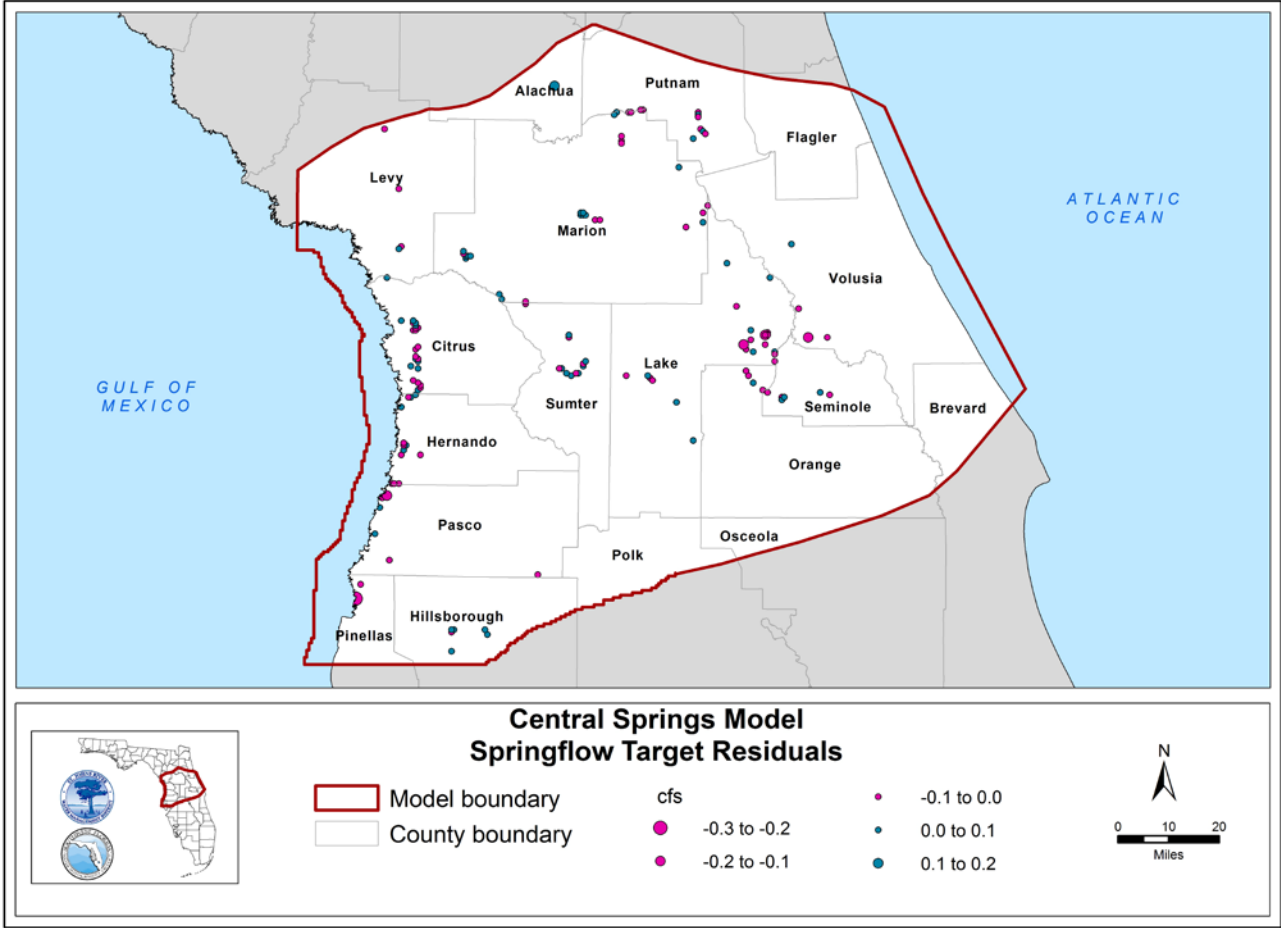 Alachua
Putnam
Flagler
Levy
Marion
ATLANTIC
OCEAN
Volusia
Citrus
Lake
GULF OF
MEXICO
Sumter
Seminole
Brevard
Hernando
Orange
Pasco
Osceola
Polk
Hillsborough
Pinellas
Central Springs Model
Springflow Target Residuals
Model boundary
County boundary
cfs
-0.3 to -0.2
-0.2 to -0.1
-0.1 to 0.0
0.0 to 0.1
0.1 to 0.2
N
0 10 20
Miles